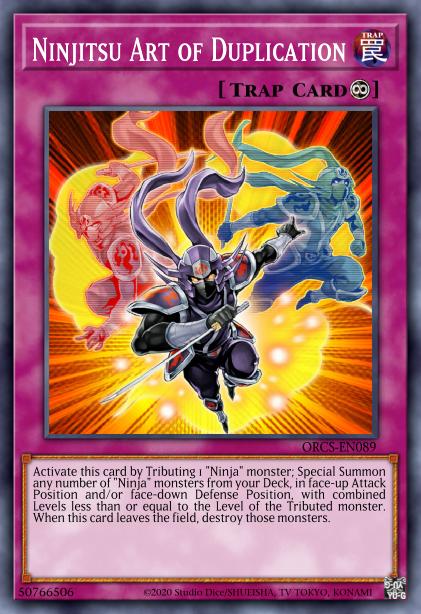 NINJITSU ART OF DUPLICATION
TRAP
罠
[TRAP CARD]
ORCS-EN089
Activate this card by Tributing 1 "Ninja" monster; Special Summon
any number of "Ninja" monsters from your Deck, in face-up Attack
Position and/or face-down Defense Position, with combined
Levels less than or equal to the Level of the Tributed monster.
When this card leaves the field, destroy those monsters.
50766506
©2020 Studio Dice/SHUEISHA, TV TOKYO, KONAMI